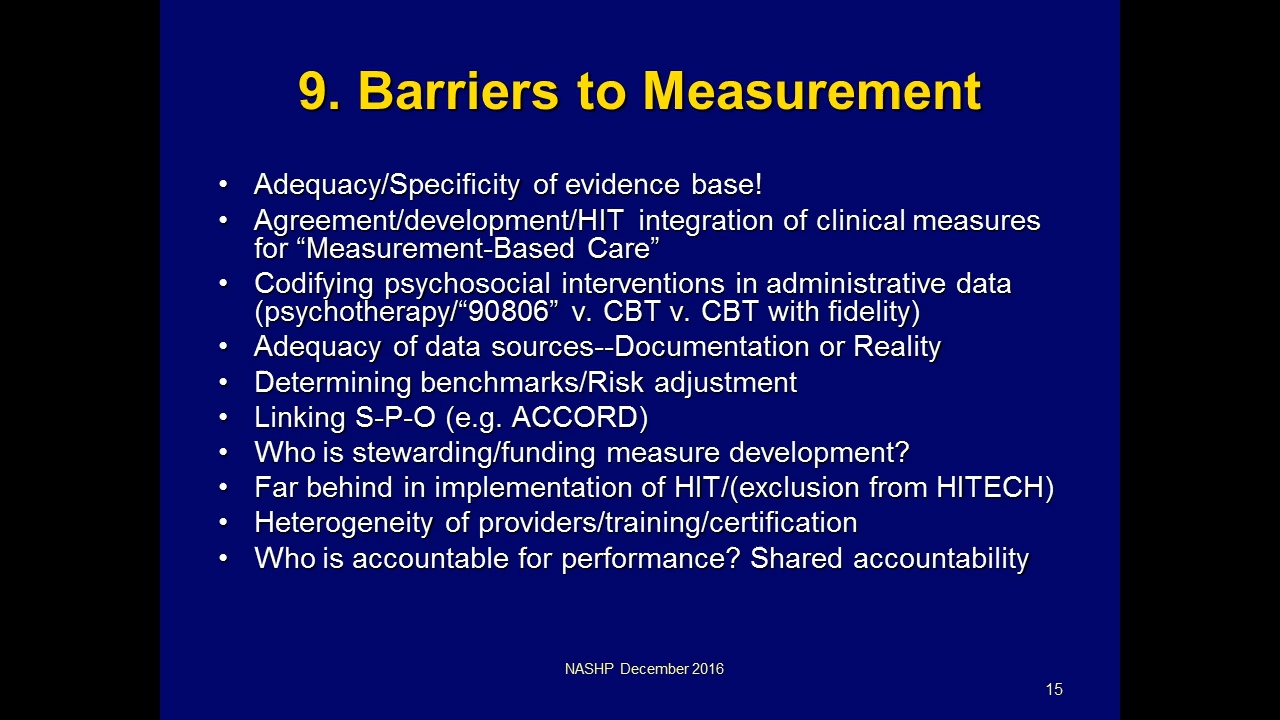 9. Barriers to Measurement
• Adequacy/Specificity of evidence base!
• Agreement/development/HIT integration of clinical measures
for “Measurement-Based Care”
• Codifying psychosocial interventions in administrative data
(psychotherapy/“90806” v. CBT v. CBT with fidelity)
• Adequacy of data sources--Documentation or Reality
• Determining benchmarks/Risk adjustment
• Linking S-P-O (e.g. ACCORD)
• Who is stewarding/funding measure development?
• Far behind in implementation of HIT/(exclusion from HITECH)
• Heterogeneity of providers/training/certification
• Who is accountable for performance? Shared accountability
NASHP December 2016
15